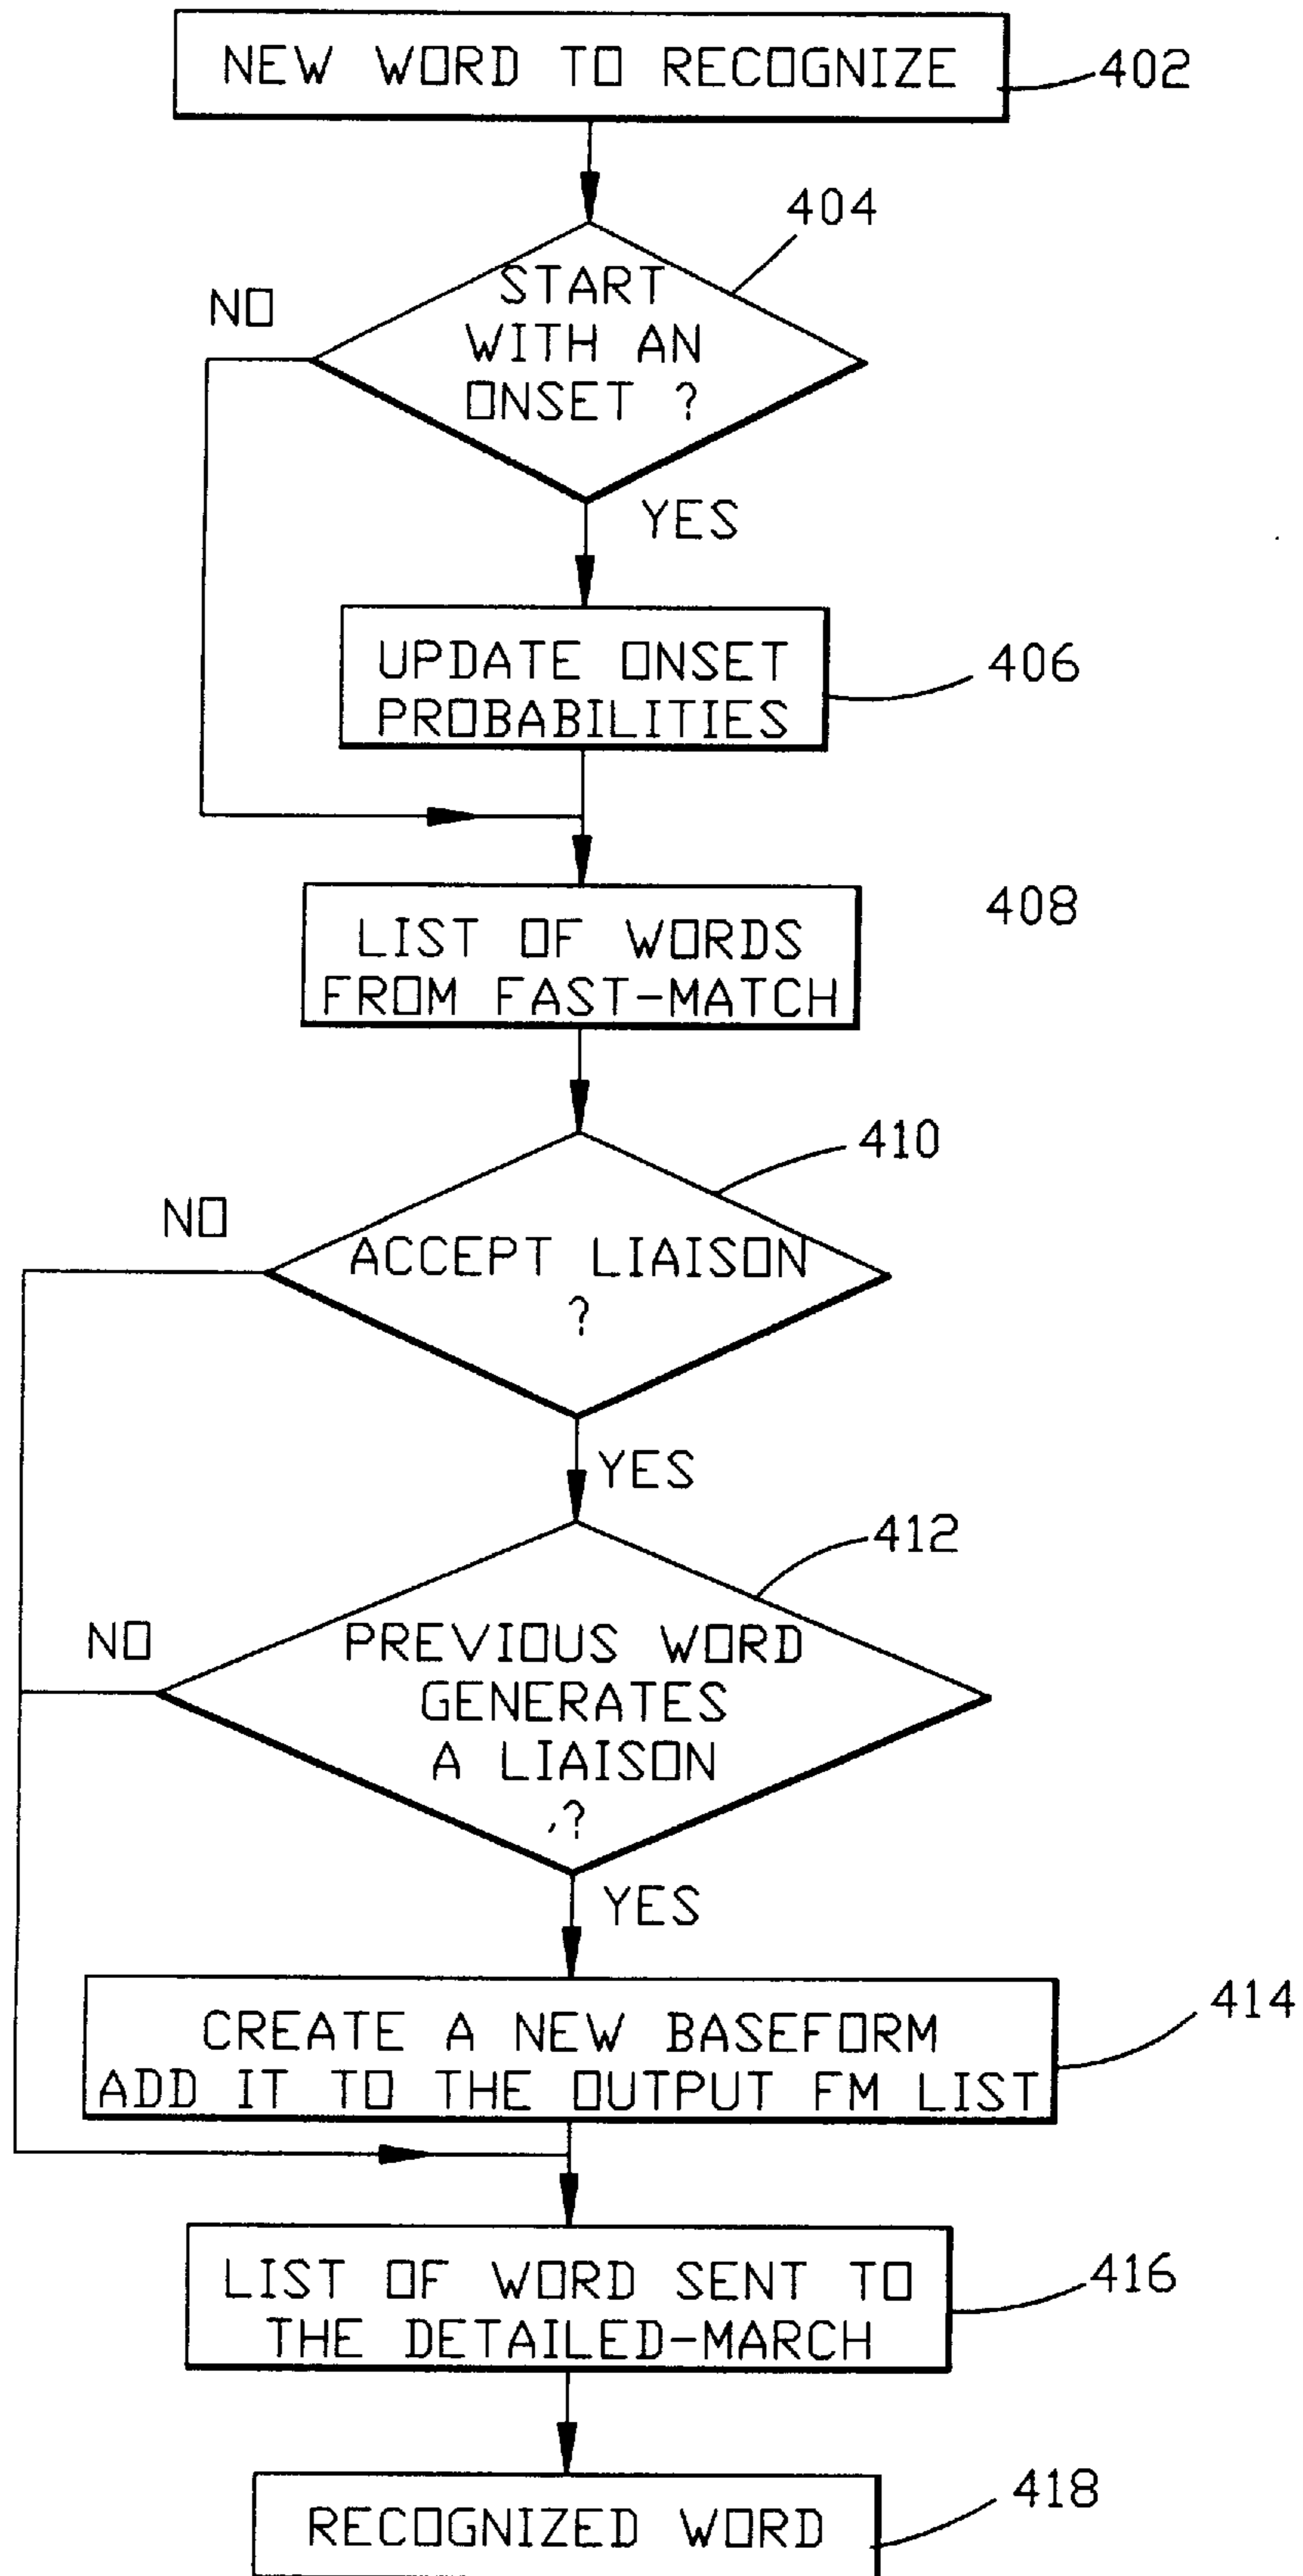 NEW WORD TO RECOGNIZE
402
404
START
WITH AN
ONSET ?
NO
YES
UPDATE ONSET
PROBABILITIES
406
LIST OF WORDS
FROM FAST-MATCH
408
410
NO
ACCEPT LIAISON
?
YES
412
NO
PREVIOUS WORD
GENERATES
A LIAISON
?
YES
CREATE A NEW BASEFORM
ADD IT TO THE OUTPUT FM LIST
414
LIST OF WORD SENT TO
THE DETAILED-MARCH
416
RECOGNIZED WORD
418